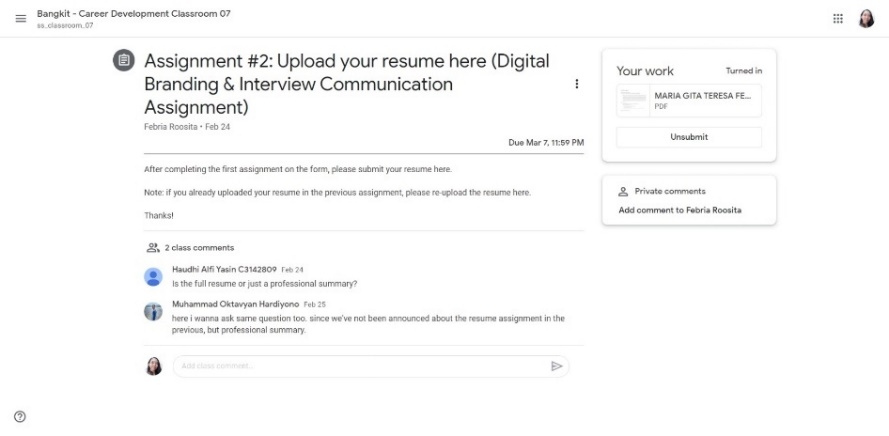 Bangkit - Career Development Classroom 07
ss_classroom_07
Assignment #2: Upload your resume here (Digital
Branding & Interview Communication
Assignment)
Febria Roosita • Feb 24
Due Mar 7, 11:59 PM
After completing the first assignment on the form, please submit your resume here.
Note: if you already uploaded your resume in the previous assignment, please re-upload the resume here.
Thanks!
2 class comments
Haudhi Alfi Yasin C3142809 Feb 24
Is the full resume or just a professional summary?
Muhammad Oktavyan Hardiyono Feb 25
here i wanna ask same question too. since we've not been announced about the resume assignment in the
previous, but professional summary.
Add class comment...
Your work
Turned in
MARIA GITA TERESA FE...
PDF
Unsubmit
Private comments
Add comment to Febria Roosita